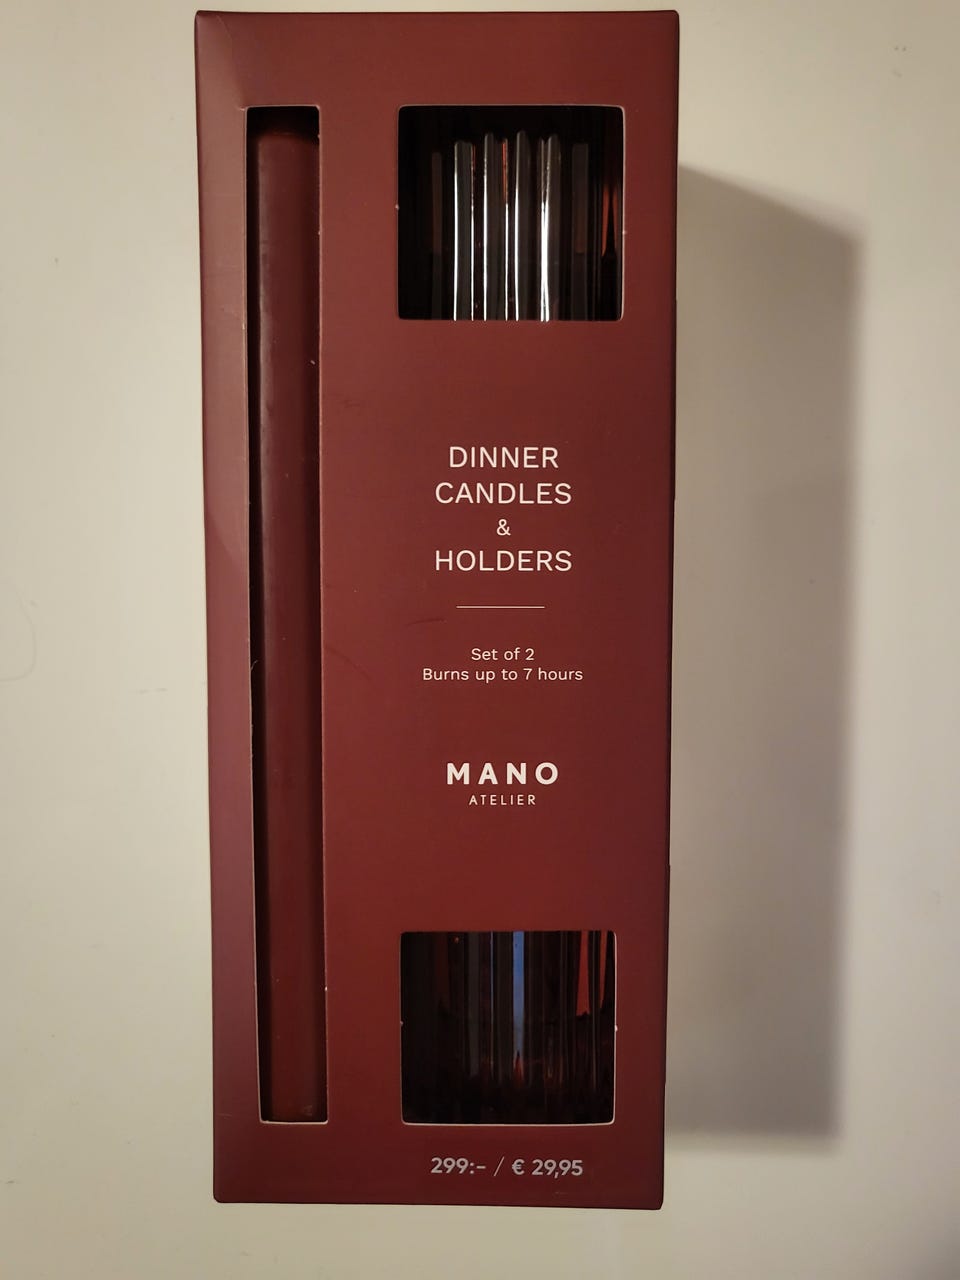 DINNER
CANDLES
&
HOLDERS
Set of 2
Burns up to 7 hours
MANO
ATELIER
299:- / € 29,95